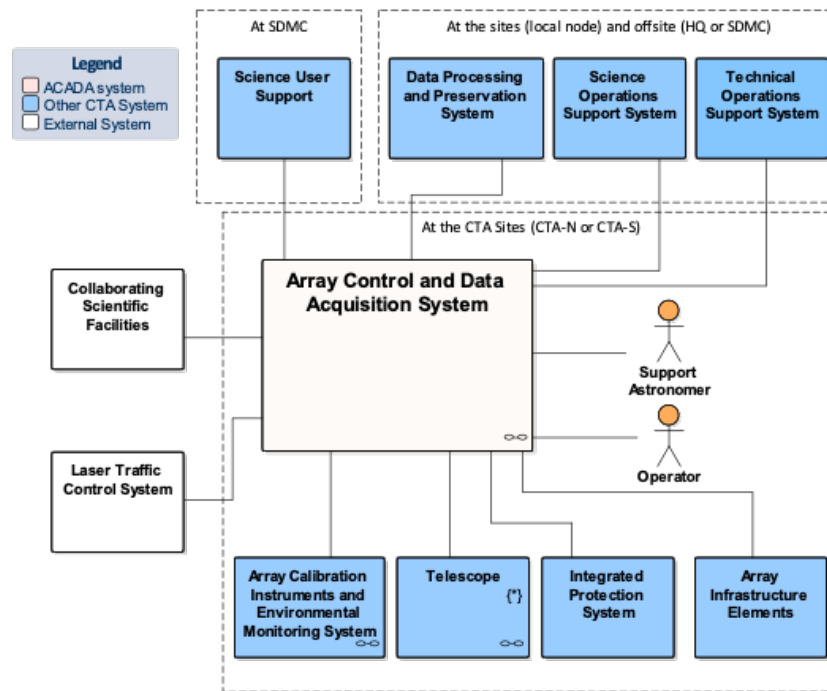 Legend
ACADA system
Other CTA System
External System
At SDMC
Science User
Support
At the sites (local node) and offsite (HQ or SDMC)
Data Processing
and Preservation
System
Science
Operations
Support System
Technical
Operations
Support System
At the CTA Sites (CTA-N or CTA-S)
Array Control and Data
Acquisition System
Collaborating
Scientific
Facilities
Laser Traffic
Control System
Support
Astronomer
Operator
Array Calibration
Instruments and
Environmental
Monitoring System
Telescope
{*}
Integrated
Protection
System
Array
Infrastructure
Elements